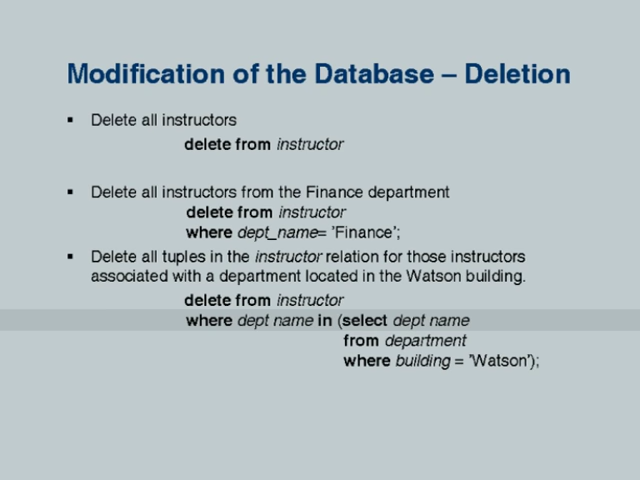 Modification of the Database – Deletion
▪ Delete all instructors
delete from instructor
▪ Delete all instructors from the Finance department
delete from instructor
where dept_name= ’Finance’;
▪ Delete all tuples in the instructor relation for those instructors
associated with a department located in the Watson building.
delete from instructor
where dept name in (select dept name
from department
where building = ’Watson’);